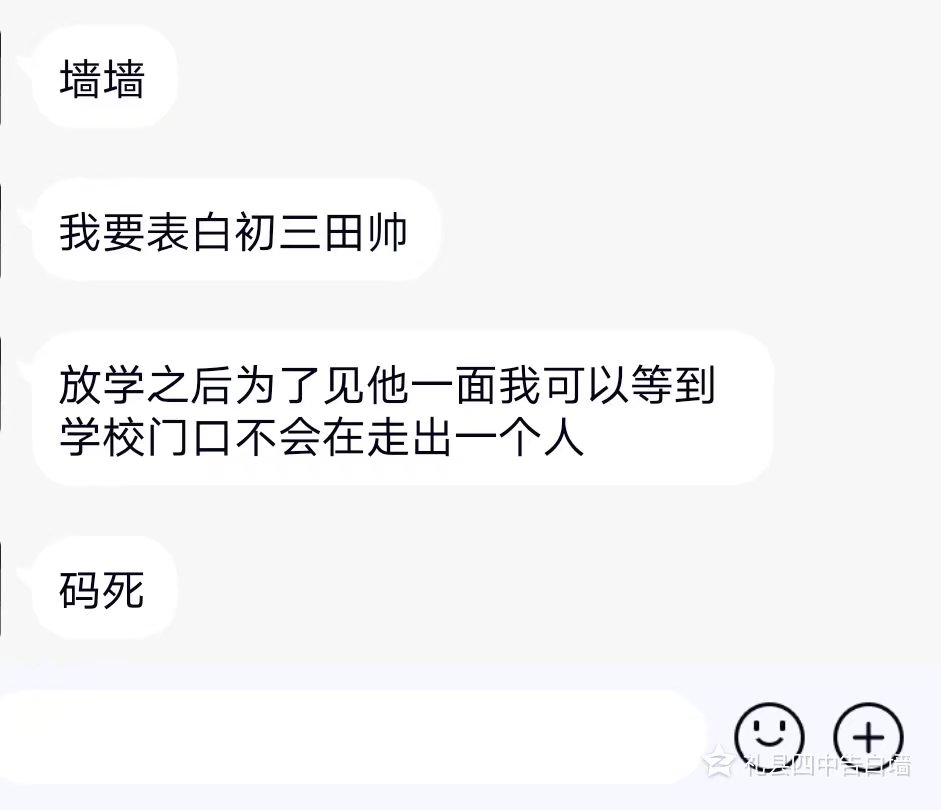 墙墙
我要表白初三田帅
放学之后为了见他一面我可以等到
学校门口不会在走出一个人
码死
礼县四中告白墙